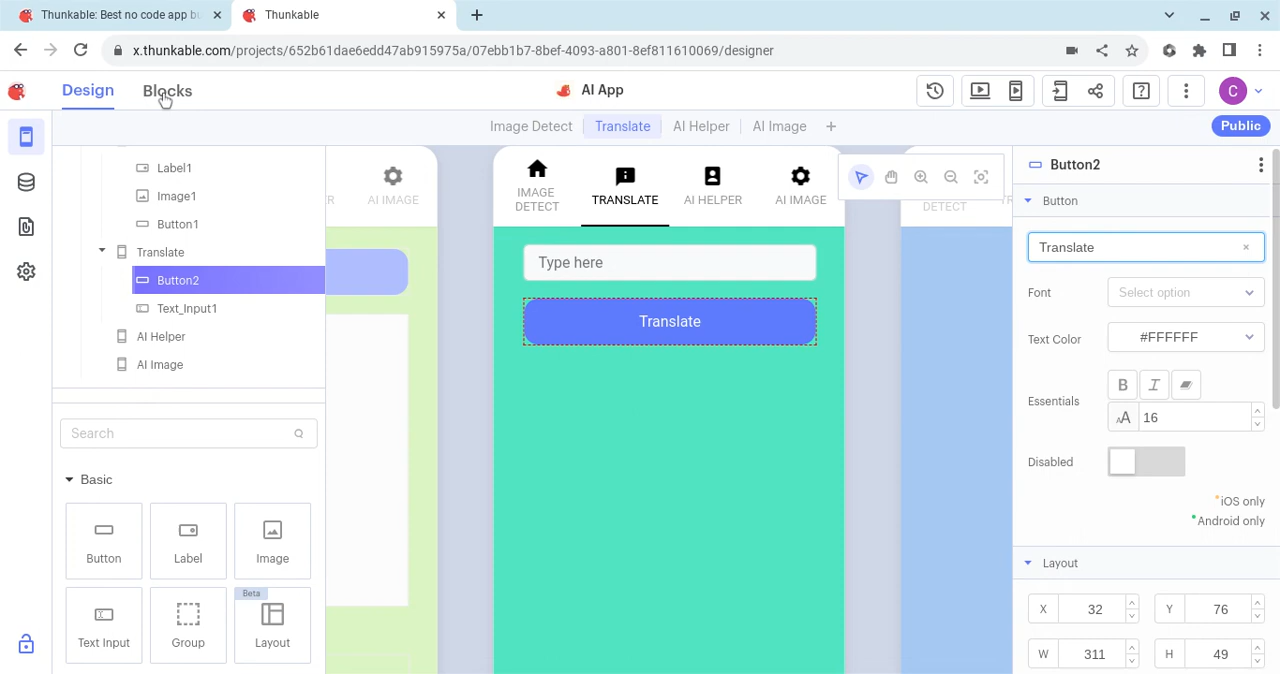 Thunkable: Best no code app bu
Thunkable
x.thunkable.com/projects/652b61dae6edd47ab915975a/07ebb1b7-8bef-4093-a801-8ef811610069/designer
Design
Blocks
AI App
C
Image Detect
Translate
AI Helper
AI Image
Public
Label1
Image1
Button1
Translate
Button2
Text_Input1
AI Helper
AI Image
Search
Basic
Button
Label
Image
Beta
Text Input
Group
Layout
AI IMAGE
IMAGE
DETECT
TRANSLATE
AI HELPER
AI IMAGE
DETECT
Type here
Translate
Button2
Button
Translate
Font
Select option
Text Color
#FFFFFF
Essentials
B
I
AA
16
Disabled
*iOS only
*Android only
Layout
X
32
Y
76
W
311
H
49